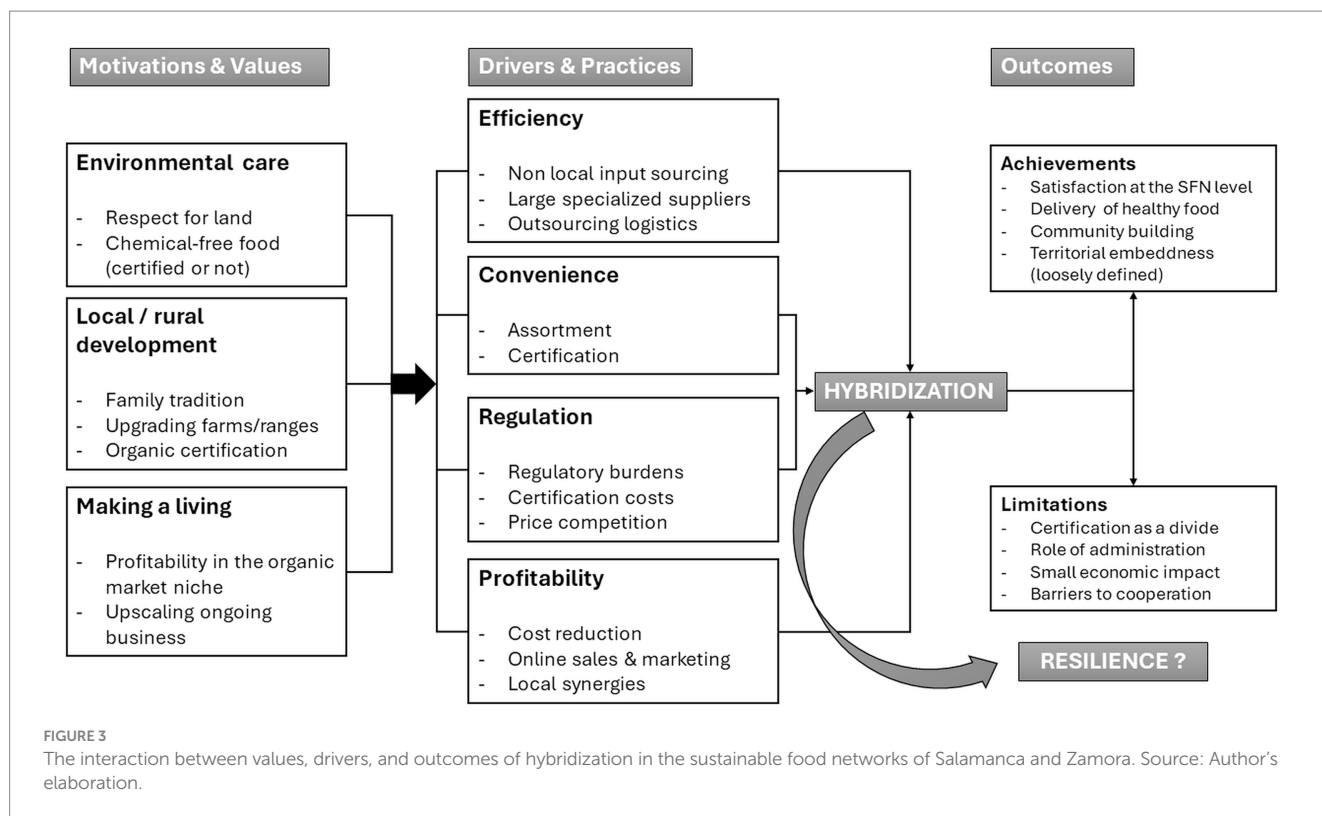 Motivations & Values
Environmental care
- Respect for land
- Chemical-free food
(certified or not)
Local / rural
development
- Family tradition
- Upgrading farms/ranges
- Organic certification
Making a living
- Profitability in the organic
market niche
- Upscaling ongoing
business
Drivers & Practices
Efficiency
- Non local input sourcing
- Large specialized suppliers
- Outsourcing logistics
Convenience
- Assortment
- Certification
Regulation
- Regulatory burdens
- Certification costs
- Price competition
Profitability
- Cost reduction
- Online sales & marketing
- Local synergies
HYBRIDIZATION
Outcomes
Achievements
- Satisfaction at the SFN level
- Delivery of healthy food
- Community building
- Territorial embeddness
(loosely defined)
Limitations
- Certification as a divide
- Role of administration
- Small economic impact
- Barriers to cooperation
RESILIENCE ?
FIGURE 3
The interaction between values, drivers, and outcomes of hybridization in the sustainable food networks of Salamanca and Zamora. Source: Author’s
elaboration.